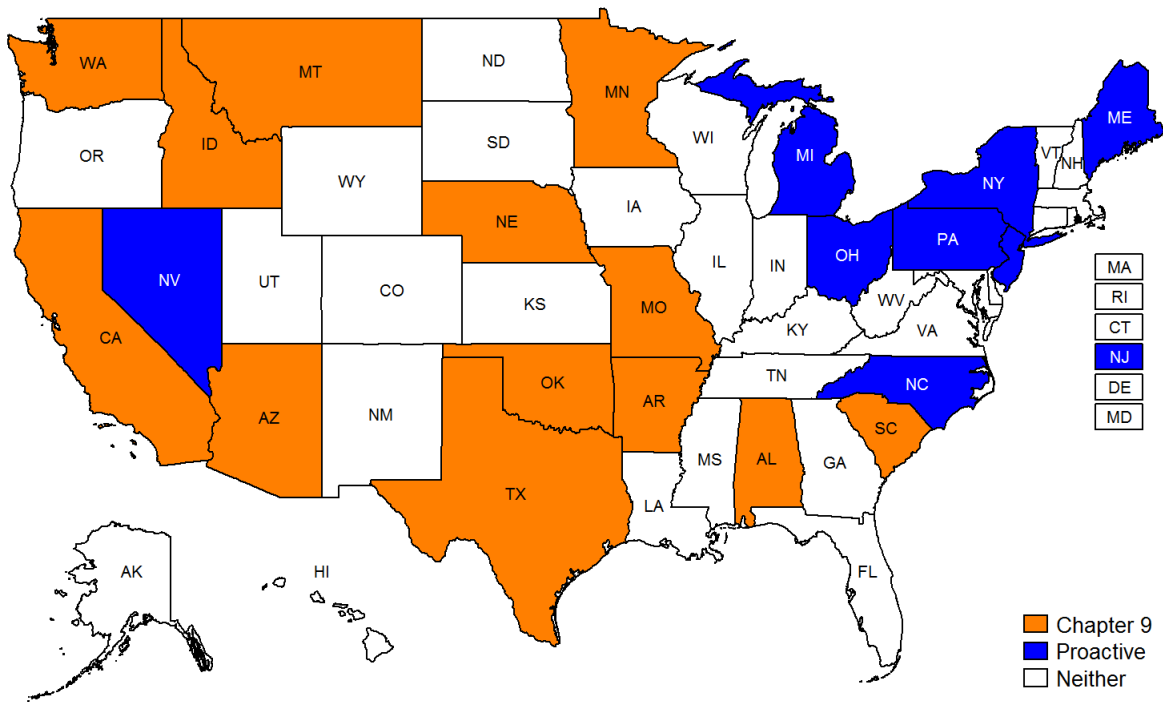 WA
MT
ND
MN
ME
OR
ID
SD
WI
MI
VT
NH
NY
WY
IA
NE
PA
NV
UT
CO
IL
IN
OH
MA
RI
CT
NJ
DE
MD
WV
KS
MO
KY
VA
CA
AZ
NM
OK
AR
TN
NC
SC
MS
AL
GA
TX
LA
AK
HI
FL
Chapter 9
Proactive
Neither